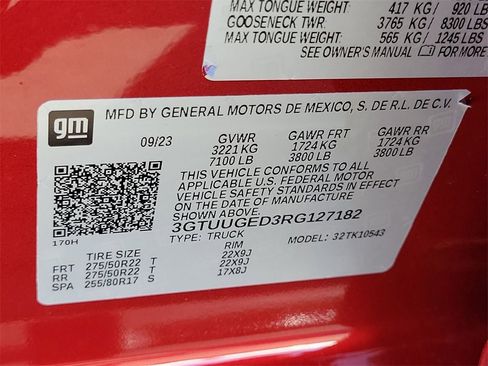 MAX TONGUE WEIGHT: 417 KG/ 920 LB
GOOSENECK TWR: 3765 KG/ 8300 LBS
MAX TONGUE WEIGHT: 565 KG/ 1245 LBS
SEE OWNER'S MANUAL FOR MORE
gm
MFD BY GENERAL MOTORS DE MEXICO, S. DE R.L. DE C.V.
09/23 GVWR GAWR FRT GAWR RR
3221 KG 1724 KG 1724 KG
7100 LB 3800 LB 3800 LB
THIS VEHICLE CONFORMS TO ALL
APPLICABLE U.S. FEDERAL MOTOR
VEHICLE SAFETY STANDARDS IN EFFECT
ON THE DATE OF MANUFACTURE
SHOWN ABOVE.
3GTUUGED3RG127182
TYPE: TRUCK MODEL: 32TK10543
170H
TIRE SIZE RIM
FRT 275/50R22 T 22X9J
RR 275/50R22 T 22X9J
SPA 255/80R17 S 17X8J